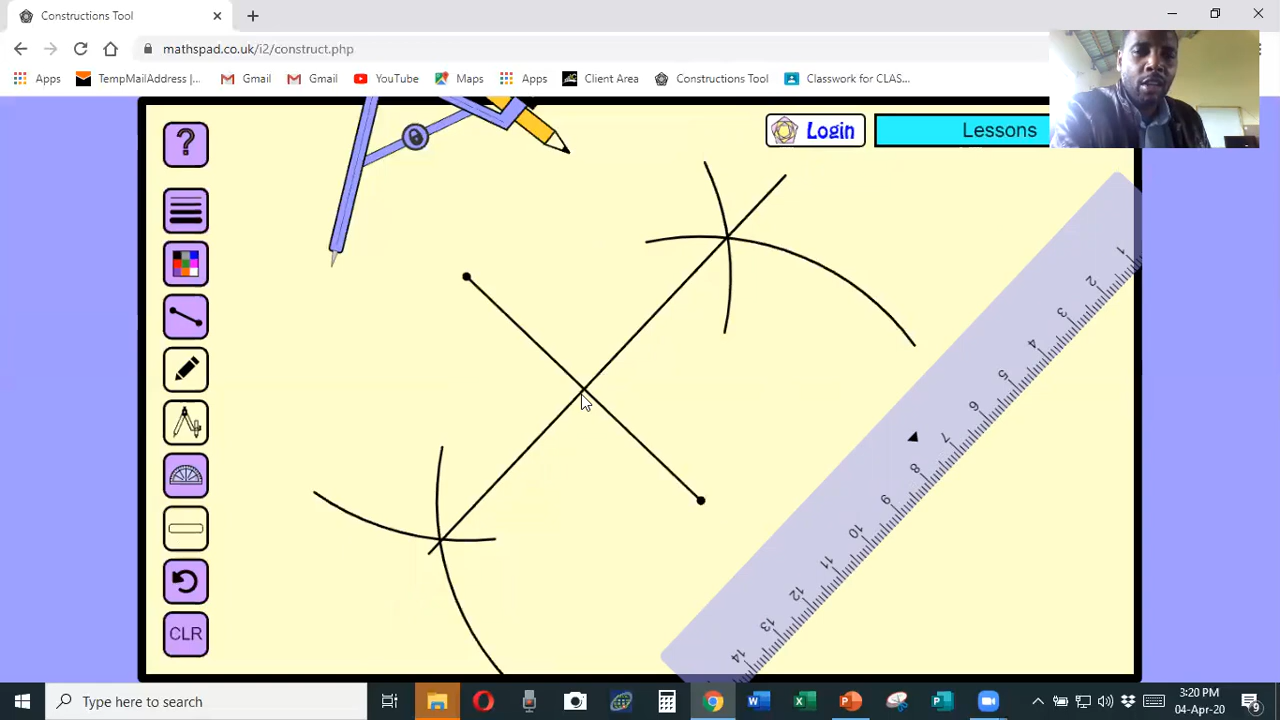 Constructions Tool
mathspad.co.uk/i2/construct.php
Apps TempMailAddress |... Gmail Gmail YouTube Maps Apps Client Area Constructions Tool Classwork for CLAS...
?
Login
Lessons
CLR
1
2
3
4
5
6
7
8
9
10
11
12
13
14
Type here to search
3:20 PM
04-Apr-20
9